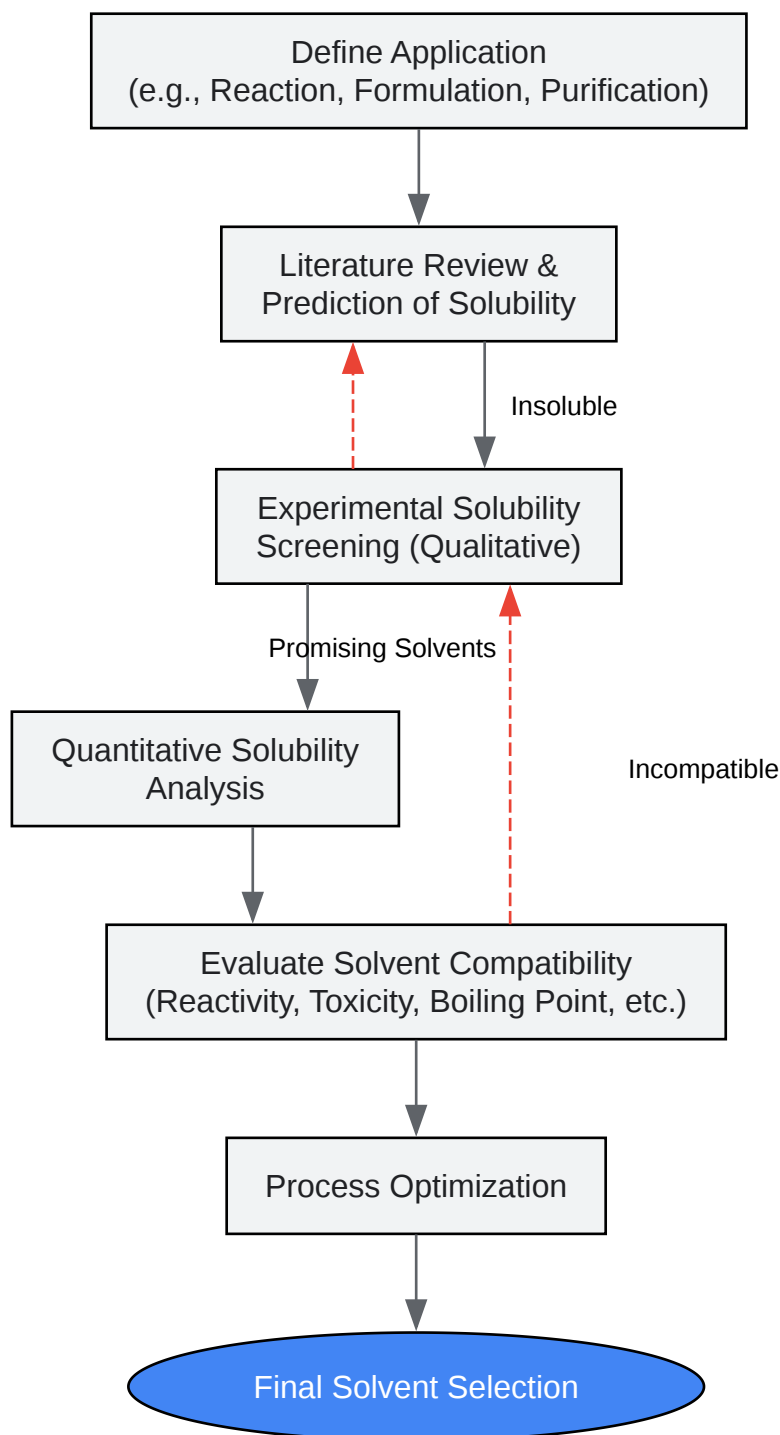 Define Application
(e.g., Reaction, Formulation, Purification)
Literature Review &
Prediction of Solubility
Insoluble
Experimental Solubility
Screening (Qualitative)
Promising Solvents
Quantitative Solubility
Analysis
Incompatible
Evaluate Solvent Compatibility
(Reactivity, Toxicity, Boiling Point, etc.)
Process Optimization
Final Solvent Selection